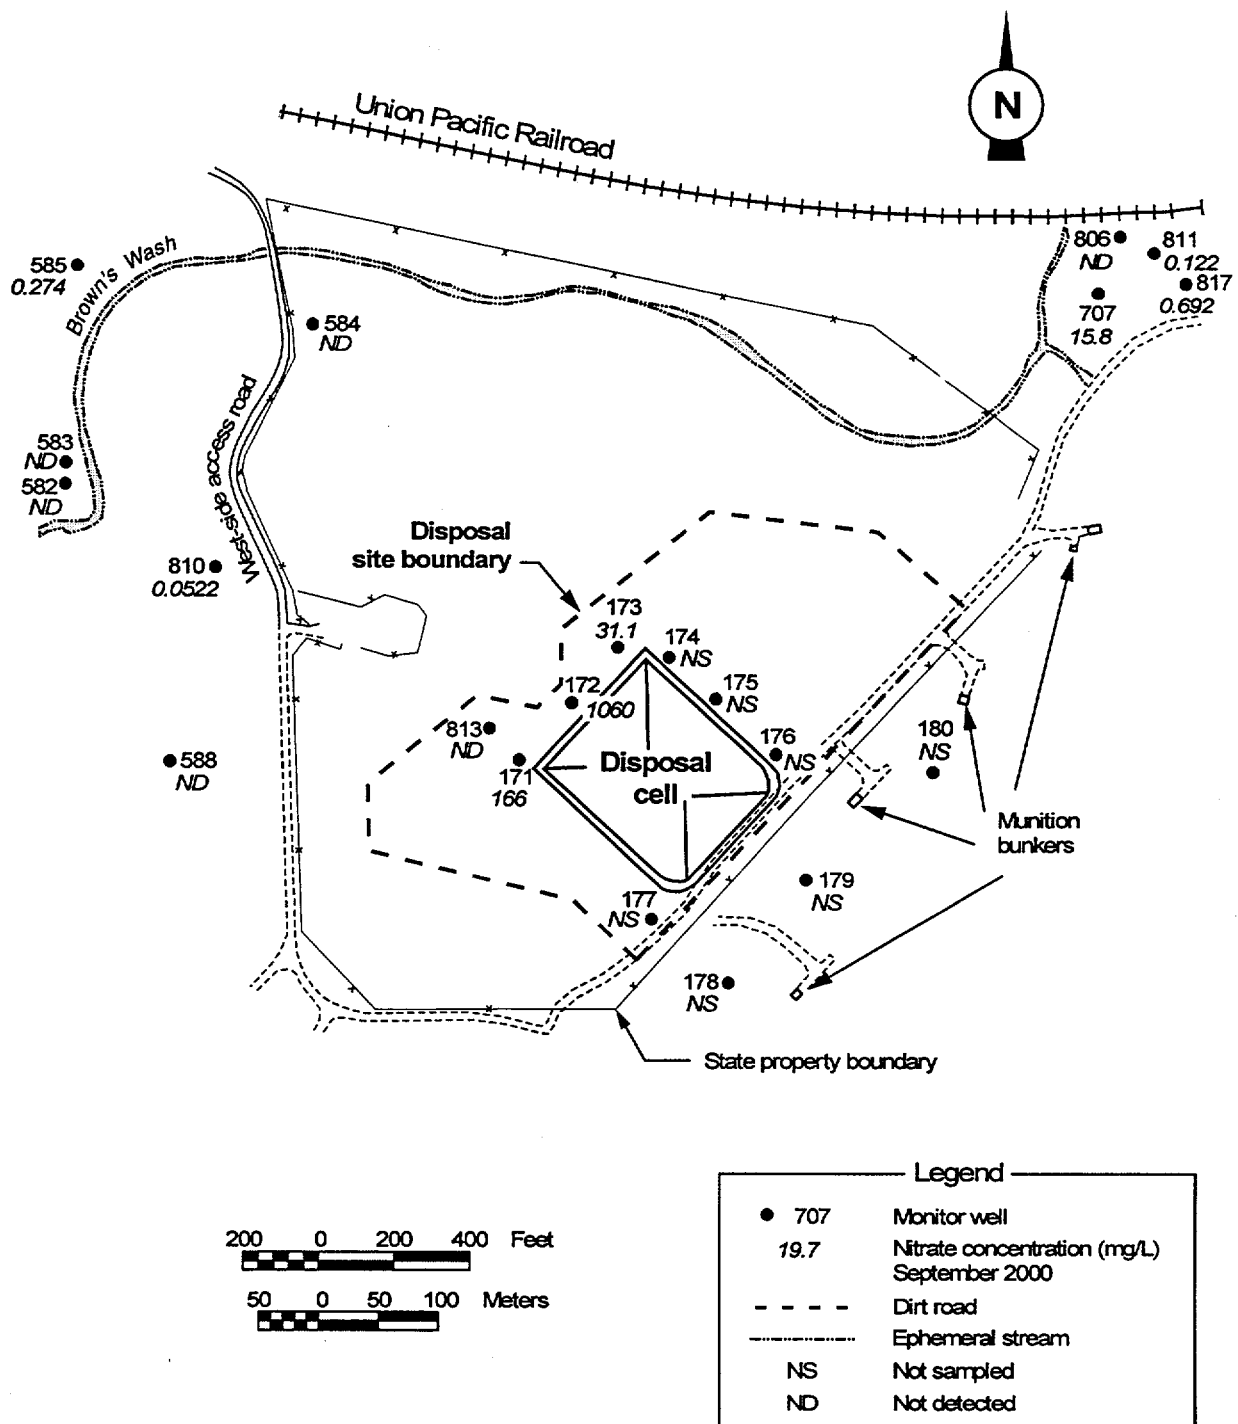 N
Union Pacific Railroad
806
ND
811
0.122
817
0.692
707
15.8
585
0.274
Brown's Wash
584
ND
West-side access road
583
ND
582
ND
810
0.0522
Disposal
site boundary
173
31.1
174
NS
175
NS
172
1060
176
NS
813
ND
171
166
Disposal
cell
180
NS
588
ND
Munition
bunkers
179
NS
177
NS
178
NS
State property boundary
Legend
707 Monitor well
19.7 Nitrate concentration (mg/L)
September 2000
Dirt road
Ephemeral stream
NS Not sampled
ND Not detected
200 0 200 400 Feet
50 0 50 100 Meters